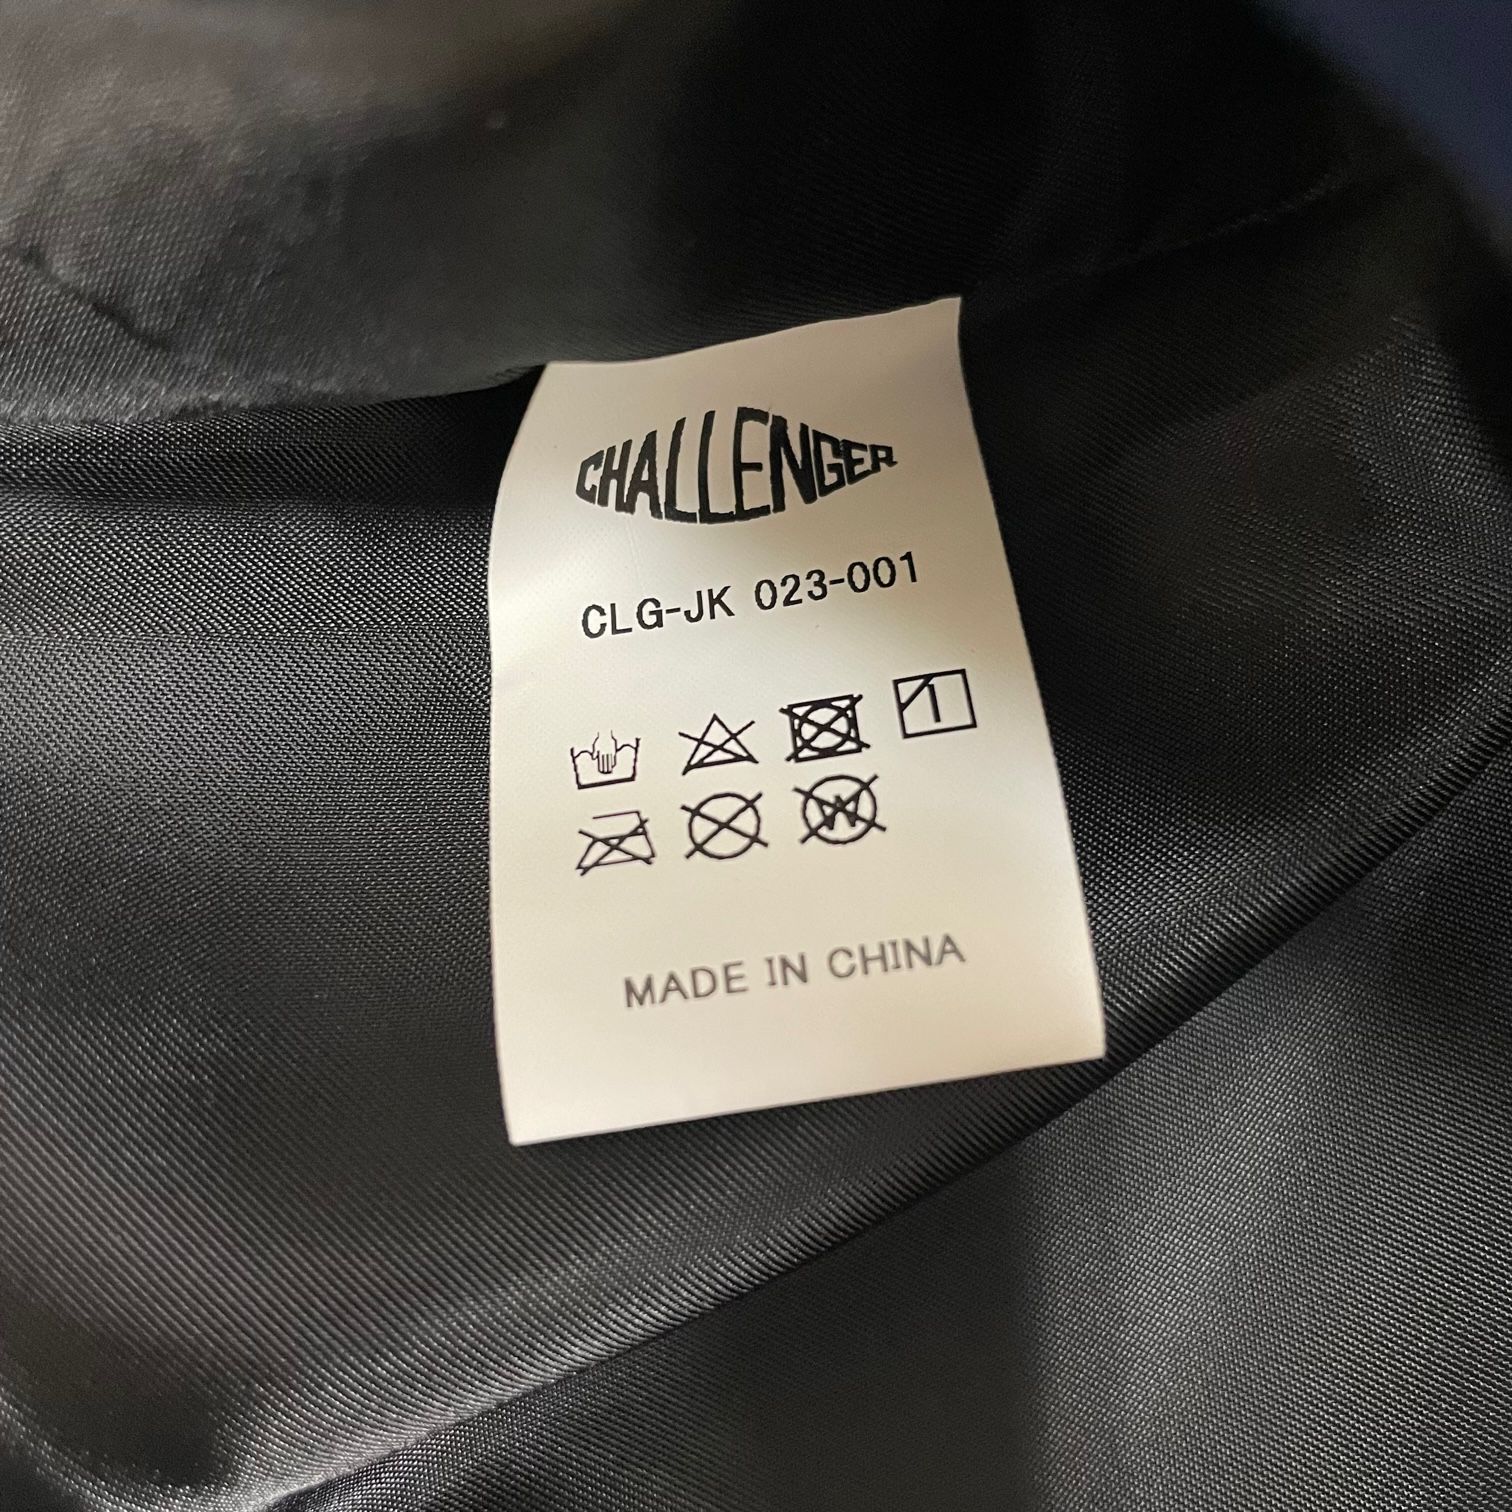 CHALLENGER
CLG-JK 023-001
W
MADE IN CHINA